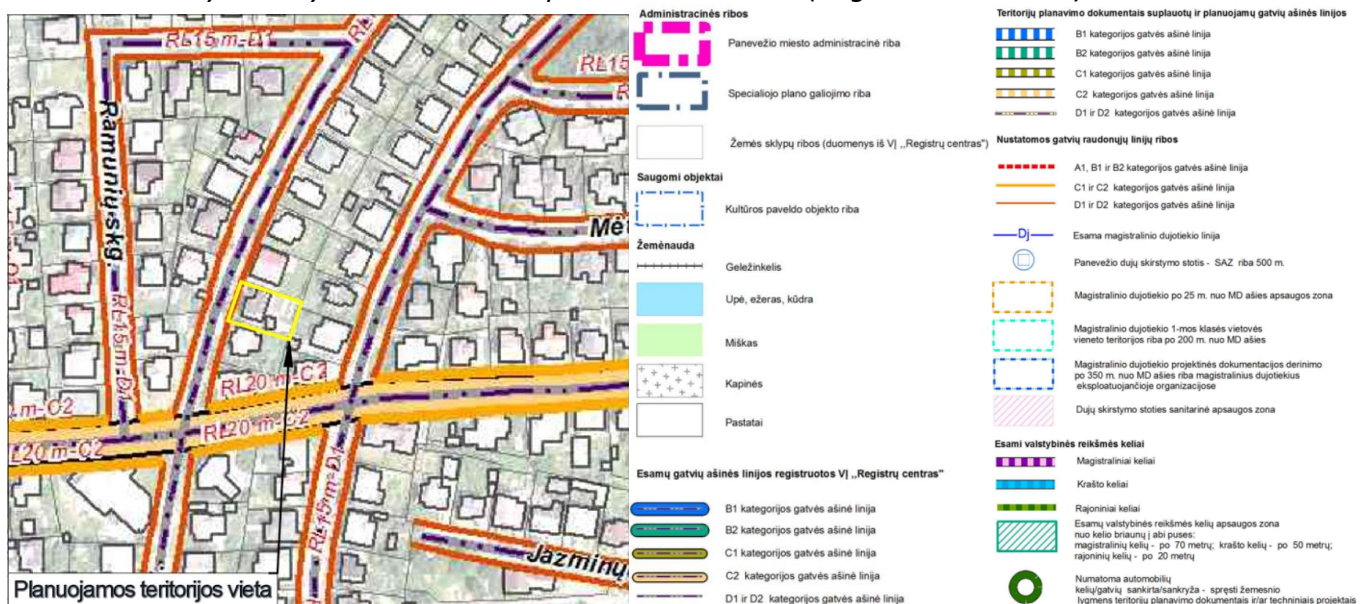 RL15 m-D1
RL15
Ramunių skg.
Mėt
RL15 m-D1
RL20 m-C2
RL20 m-C2
m-C2
L20 m-C2
RL15 m-D1
Jazminų
Planuojamos teritorijos vieta
Administracinės ribos
Panevėžio miesto administracinė riba
Specialiojo plano galiojimo riba
Žemės sklypų ribos (duomenys iš VĮ ,,Registrų centras")
Saugomi objektai
Kultūros paveldo objekto riba
Žemėnauda
Geležinkelis
Upė, ežeras, kūdra
Miškas
Kapinės
Pastatai
Esamų gatvių ašinės linijos registruotos VĮ ,,Registrų centras"
B1 kategorijos gatvės ašinė linija
B2 kategorijos gatvės ašinė linija
C1 kategorijos gatvės ašinė linija
C2 kategorijos gatvės ašinė linija
D1 ir D2 kategorijos gatvės ašinė linija
Teritorijų planavimo dokumentais suplauotų ir planuojamų gatvių ašinės linijos
B1 kategorijos gatvės ašinė linija
B2 kategorijos gatvės ašinė linija
C1 kategorijos gatvės ašinė linija
C2 kategorijos gatvės ašinė linija
D1 ir D2 kategorijos gatvės ašinė linija
Nustatomos gatvių raudonųjų linijų ribos
A1, B1 ir B2 kategorijos gatvės ašinė linija
C1 ir C2 kategorijos gatvės ašinė linija
D1 ir D2 kategorijos gatvės ašinė linija
Dj
Esama magistralinio dujotiekio linija
Panevėžio dujų skirstymo stotis - SAZ riba 500 m.
Magistralinio dujotiekio po 25 m. nuo MD ašies apsaugos zona
Magistralinio dujotiekio 1-mos klasės vietovės
vieneto teritorijos riba po 200 m. nuo MD ašies
Magistralinio dujotiekio projektinės dokumentacijos derinimo
po 350 m. nuo MD ašies riba magistralinius dujotiekius
eksploatuojančioje organizacijose
Dujų skirstymo stoties sanitarinė apsaugos zona
Esami valstybinės reikšmės keliai
Magistraliniai keliai
Krašto keliai
Rajoniniai keliai
Esamų valstybinės reikšmės kelių apsaugos zona
nuo kelio briaunų į abi puses:
magistralinių kelių - po 70 metrų; krašto kelių - po 50 metrų;
rajoninių kelių - po 20 metrų
Numatoma automobilių
kelių/gatvių sankirta/sankryža - spręsti žemesnio
lygmens teritorijų planavimo dokumentais ir/ar techniniais projektais